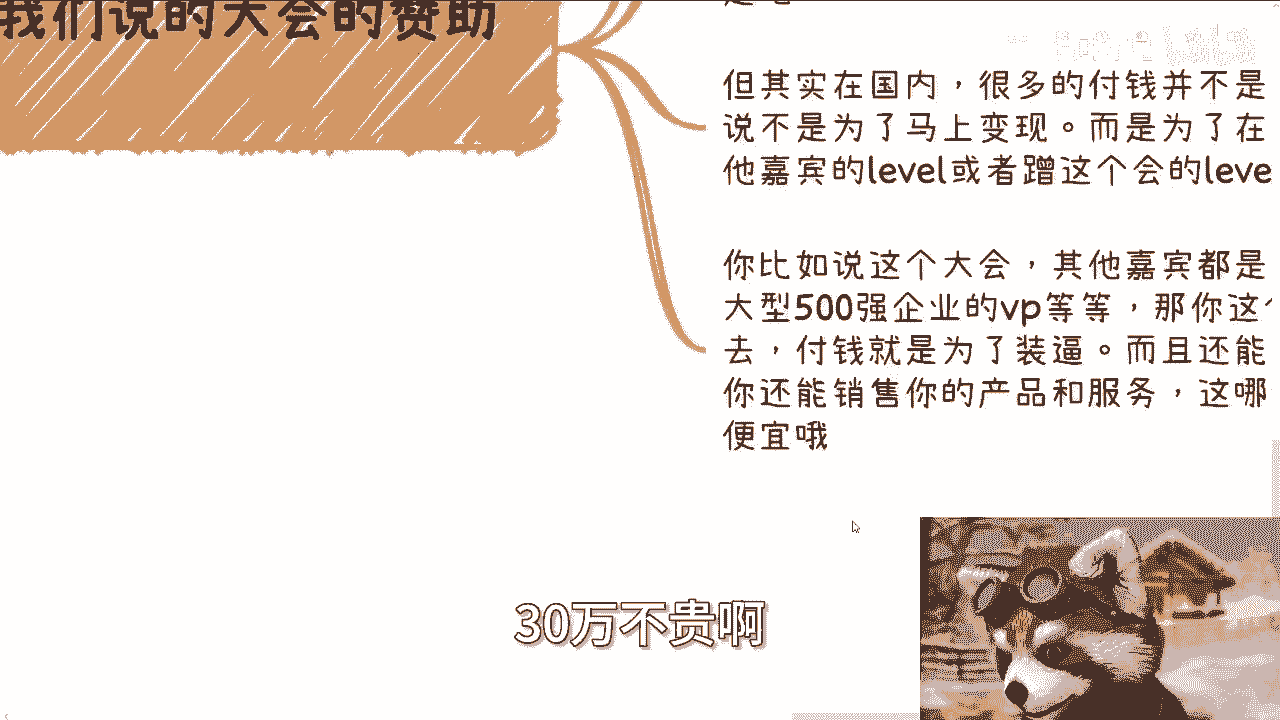 我们说的大会的赞助
但其实在国内，很多的付钱并不是
说不是为了马上变现。而是为了在
他嘉宾的level或者蹭这个会的leve
你比如说这个大会，其他嘉宾都是
大型500强企业的vp等等，那你这个
去，付钱就是为了装逼。而且还能
你还能销售你的产品和服务，这哪
便宜哦
30万不贵啊